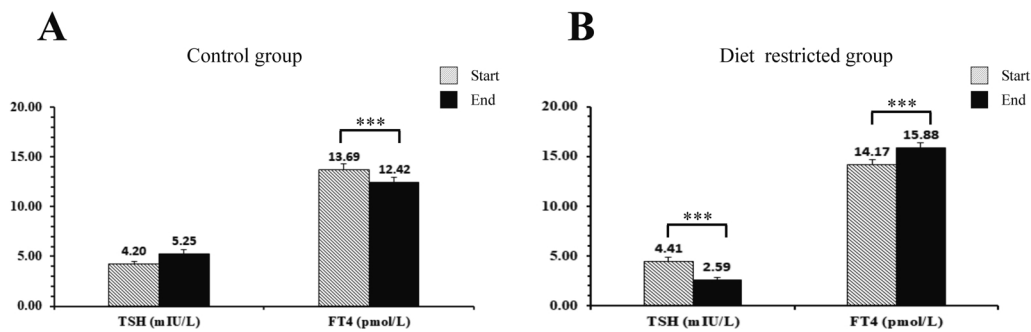 A
Control group
Start
End
20.00
15.00
10.00
5.00
0.00
4.20
5.25
***
13.69
12.42
TSH (mIU/L)
FT4 (pmol/L)
B
Diet restricted group
Start
End
20.00
15.00
10.00
5.00
0.00
***
4.41
2.59
***
14.17
15.88
TSH (mIU/L)
FT4 (pmol/L)